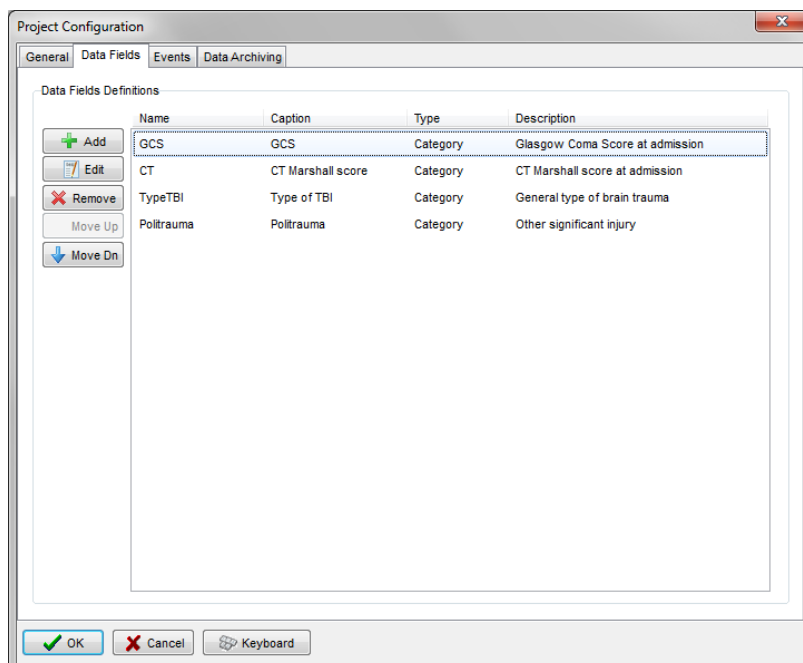 Project Configuration
General Data Fields Events Data Archiving
Data Fields Definitions
Name Caption Type Description
Add
GCS GCS Category Glasgow Coma Score at admission
Edit
CT CT Marshall score Category CT Marshall score at admission
Remove
TypeTBI Type of TBI Category General type of brain trauma
Move Up
Politrauma Politrauma Category Other significant injury
Move Dn
OK Cancel Keyboard